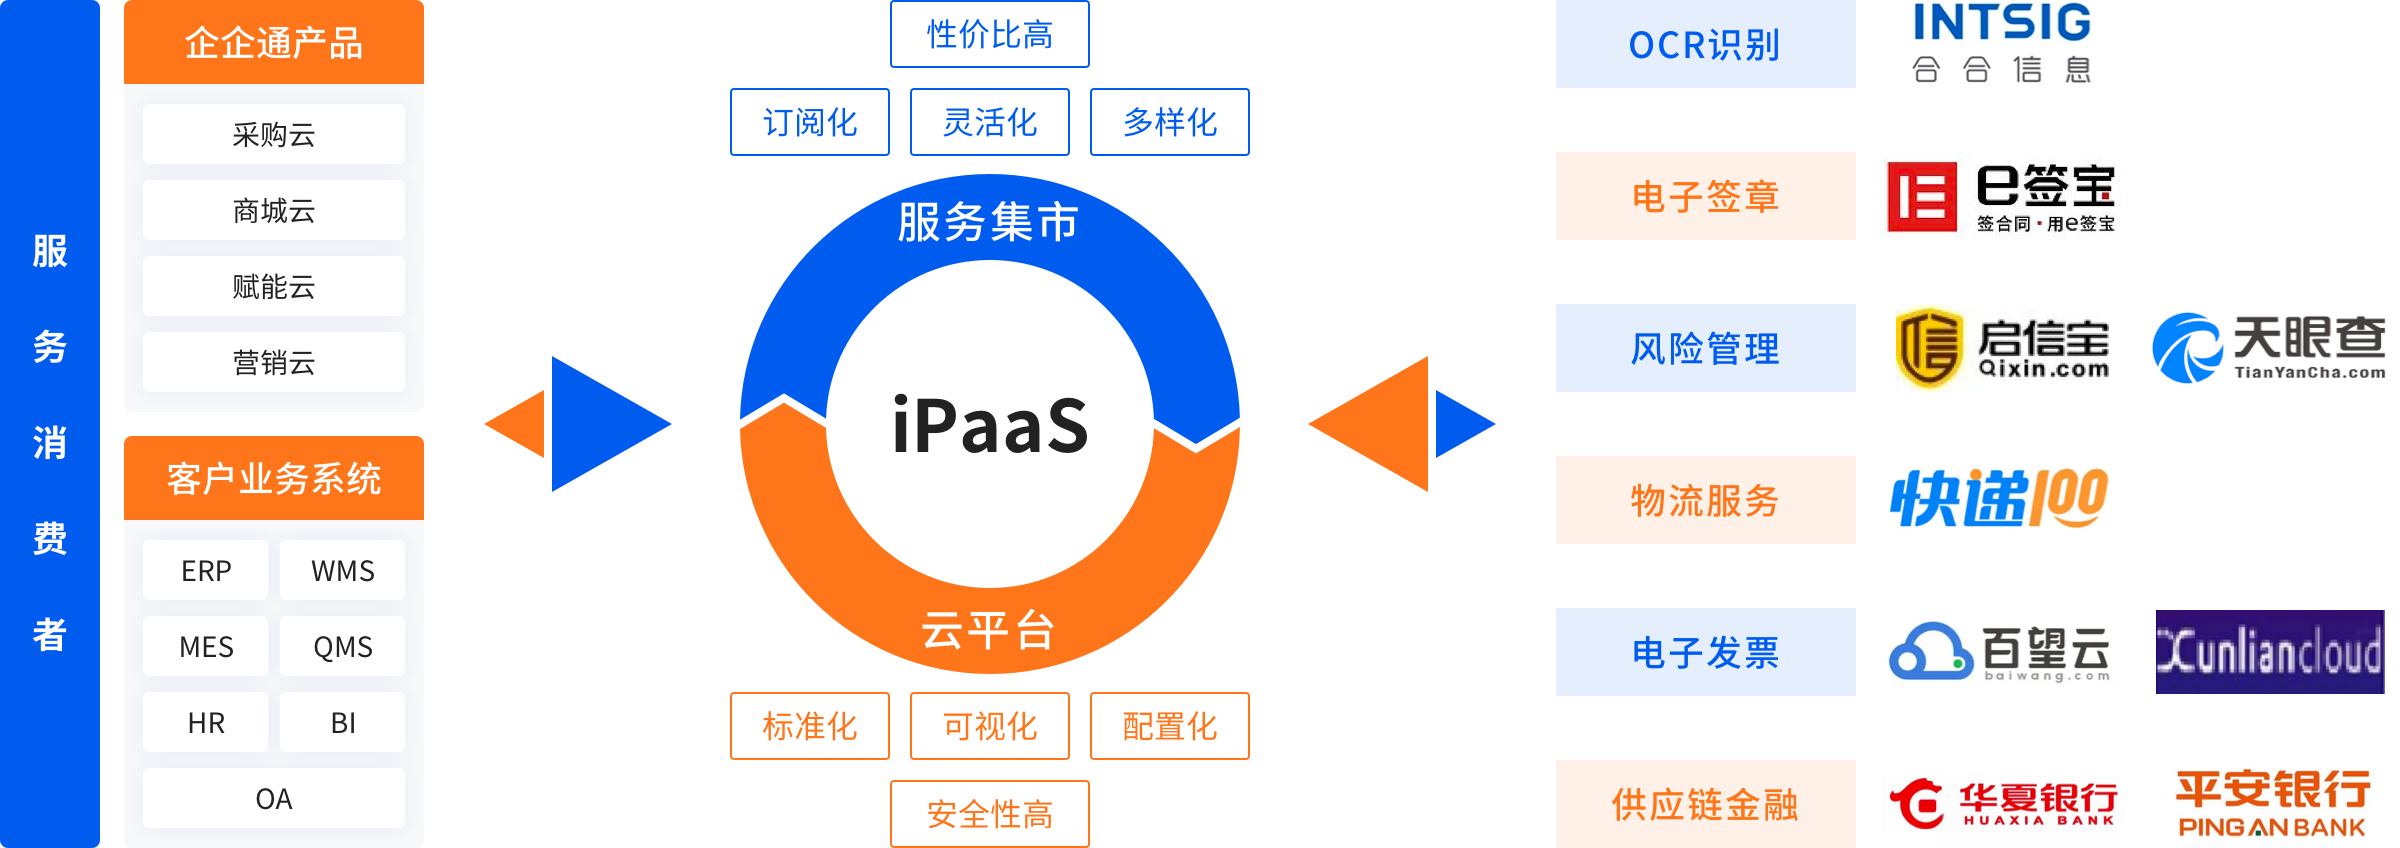 服务消费者
企企通产品
采购云
商城云
赋能云
营销云
客户业务系统
ERP
WMS
MES
QMS
HR
BI
OA
性价比高
订阅化
灵活化
多样化
服务集市
iPaaS
云平台
标准化
可视化
配置化
安全性高
OCR识别
INTSIG
合合信息
电子签章
e签宝
签合同·用e签宝
风险管理
启信宝
Qixin.com
天眼查
TianYanCha.com
物流服务
快递100
电子发票
百望云
baiwang.com
Xunliancloud
供应链金融
华夏银行
HUAXIA BANK
平安银行
PING AN BANK